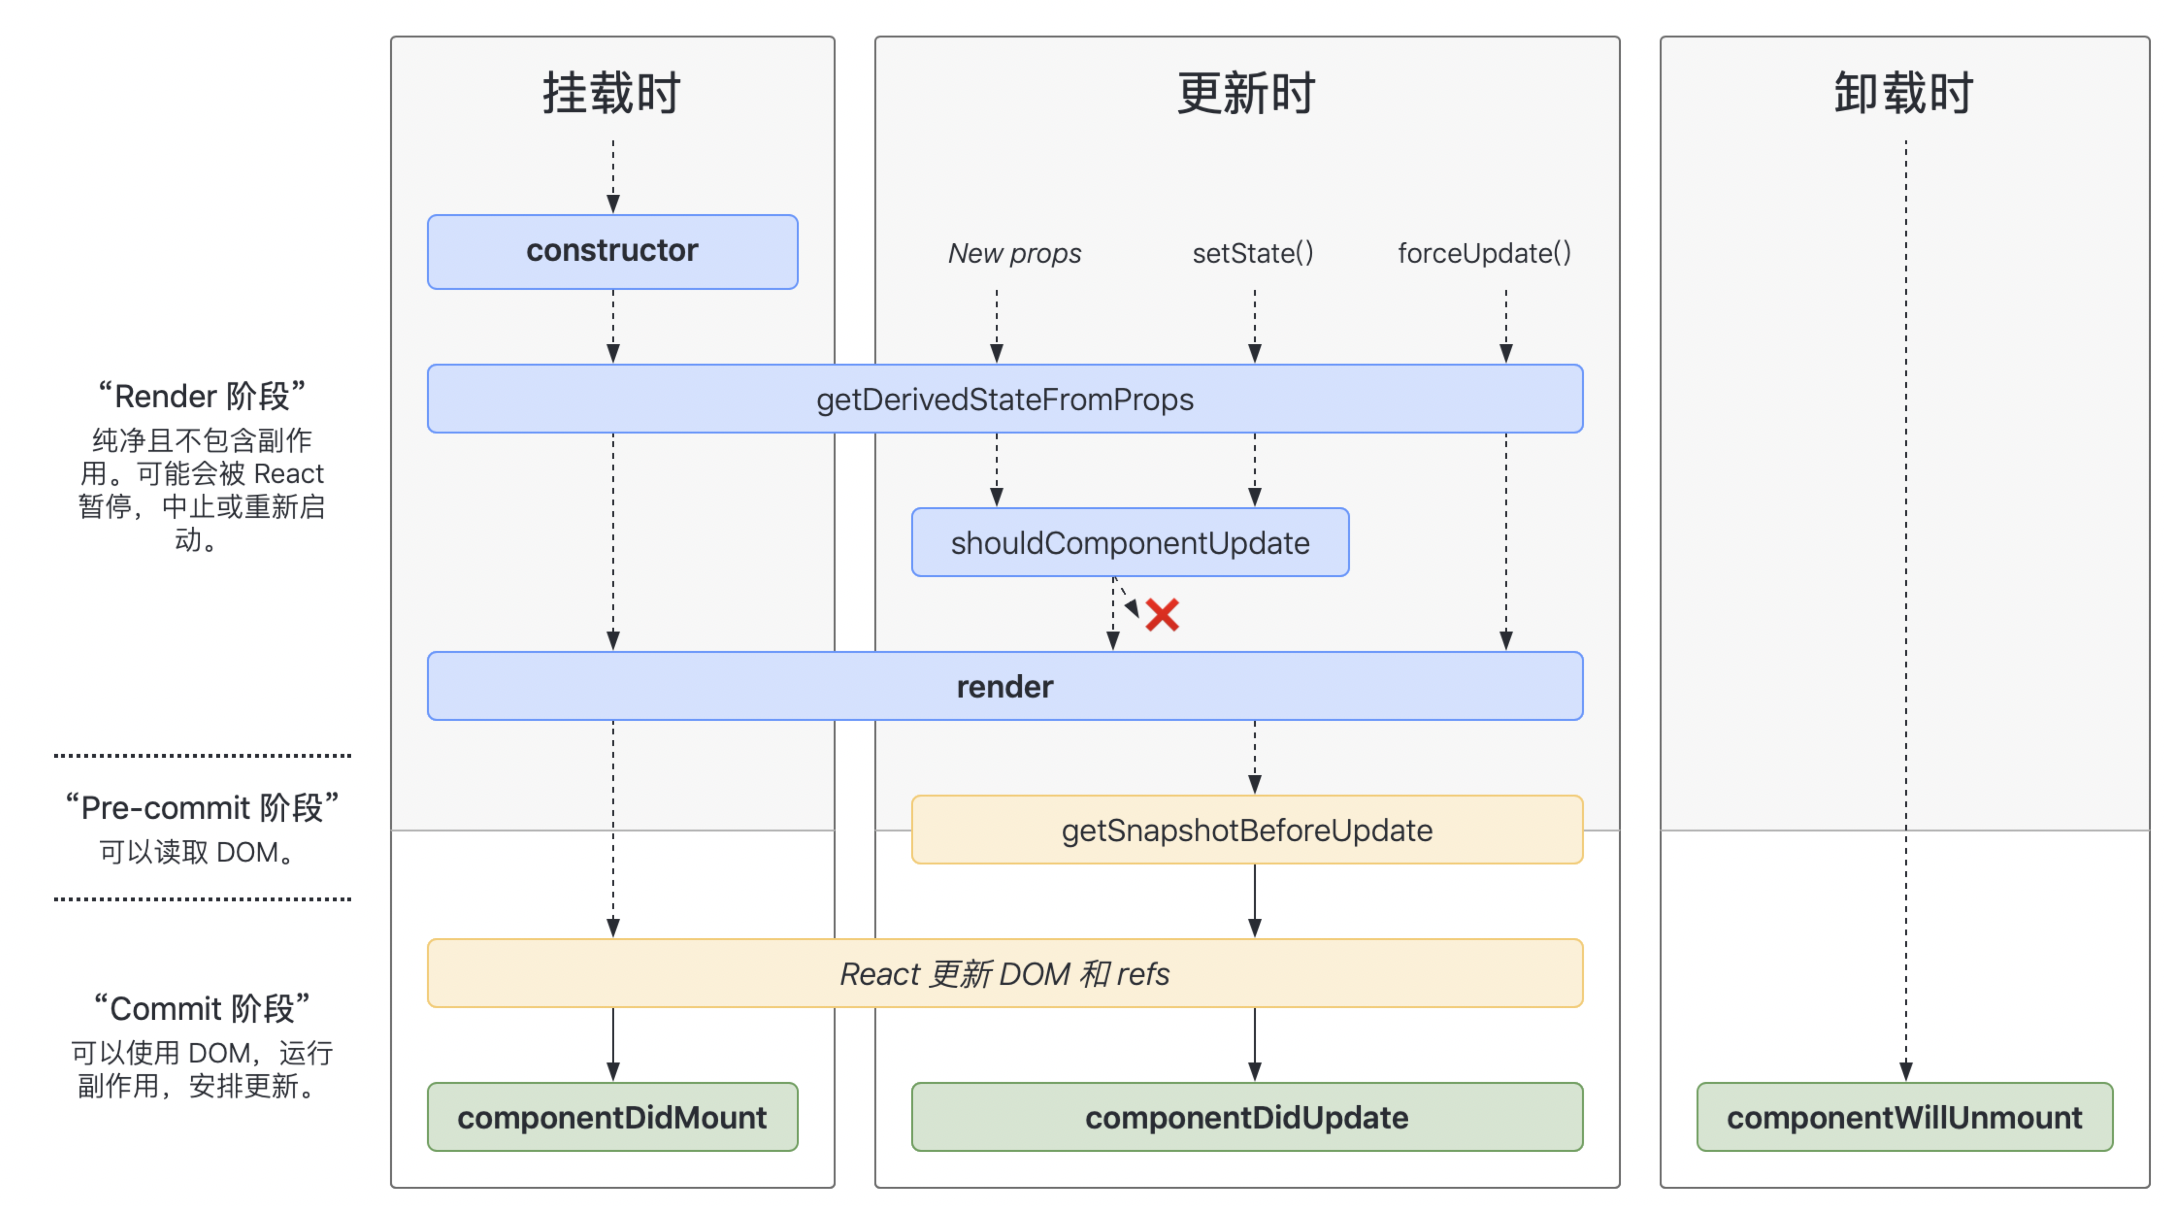 挂载时
更新时
卸载时
constructor
New props
setState()
forceUpdate()
“Render 阶段”
纯净且不包含副作
用。可能会被 React
暂停，中止或重新启
动。
getDerivedStateFromProps
shouldComponentUpdate
render
“Pre-commit 阶段”
可以读取 DOM。
getSnapshotBeforeUpdate
React 更新 DOM 和 refs
“Commit 阶段”
可以使用 DOM，运行
副作用，安排更新。
componentDidMount
componentDidUpdate
componentWillUnmount